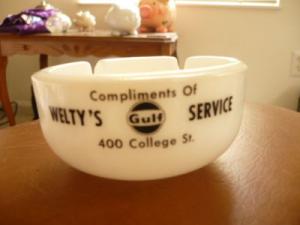 Compliments Of
WELTY'S Gulf SERVICE
400 College St.